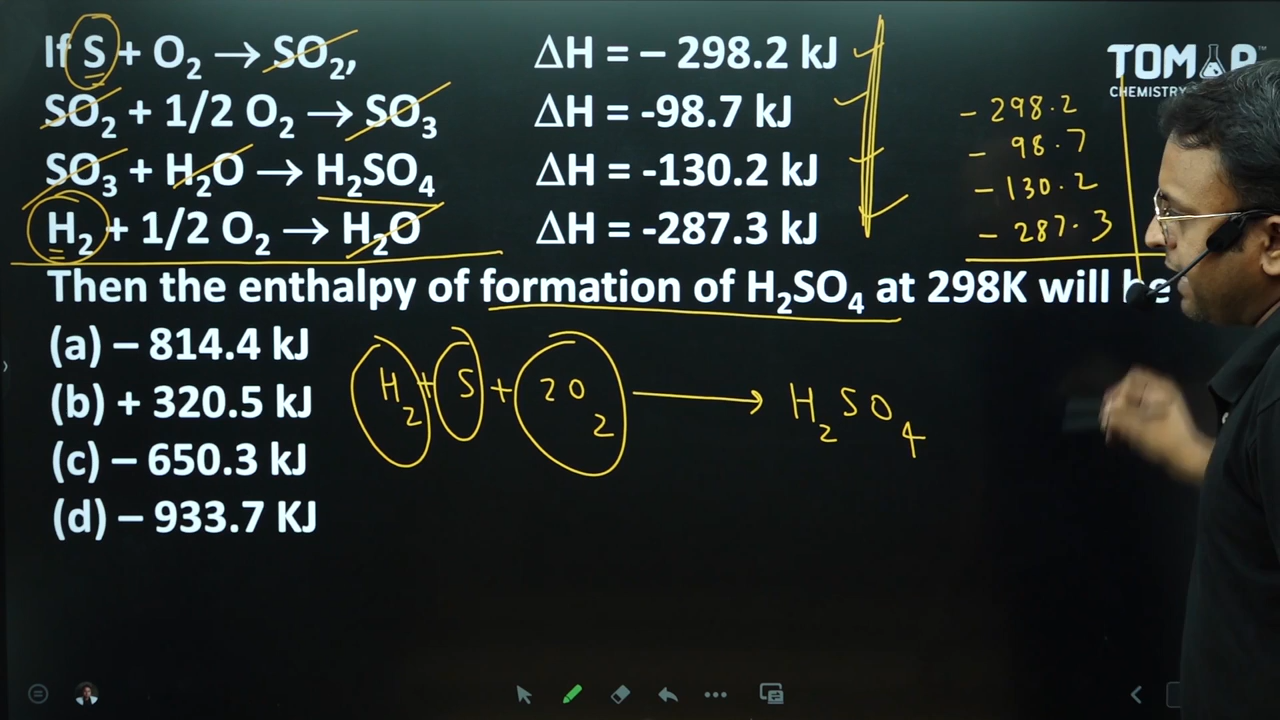 If S + O₂ → SO₂, ΔH = – 298.2 kJ
SO₂ + 1/2 O₂ → SO₃ ΔH = -98.7 kJ
SO₃ + H₂O → H₂SO₄ ΔH = -130.2 kJ
H₂ + 1/2 O₂ → H₂O ΔH = -287.3 kJ
Then the enthalpy of formation of H₂SO₄ at 298K will be
(a) – 814.4 kJ
(b) + 320.5 kJ
(c) – 650.3 kJ
(d) – 933.7 KJ
H₂ + S + 2O₂ ⟶ H₂SO₄
TOM
CHEMISTRY
- 298.2
- 98.7
- 130.2
- 287.3